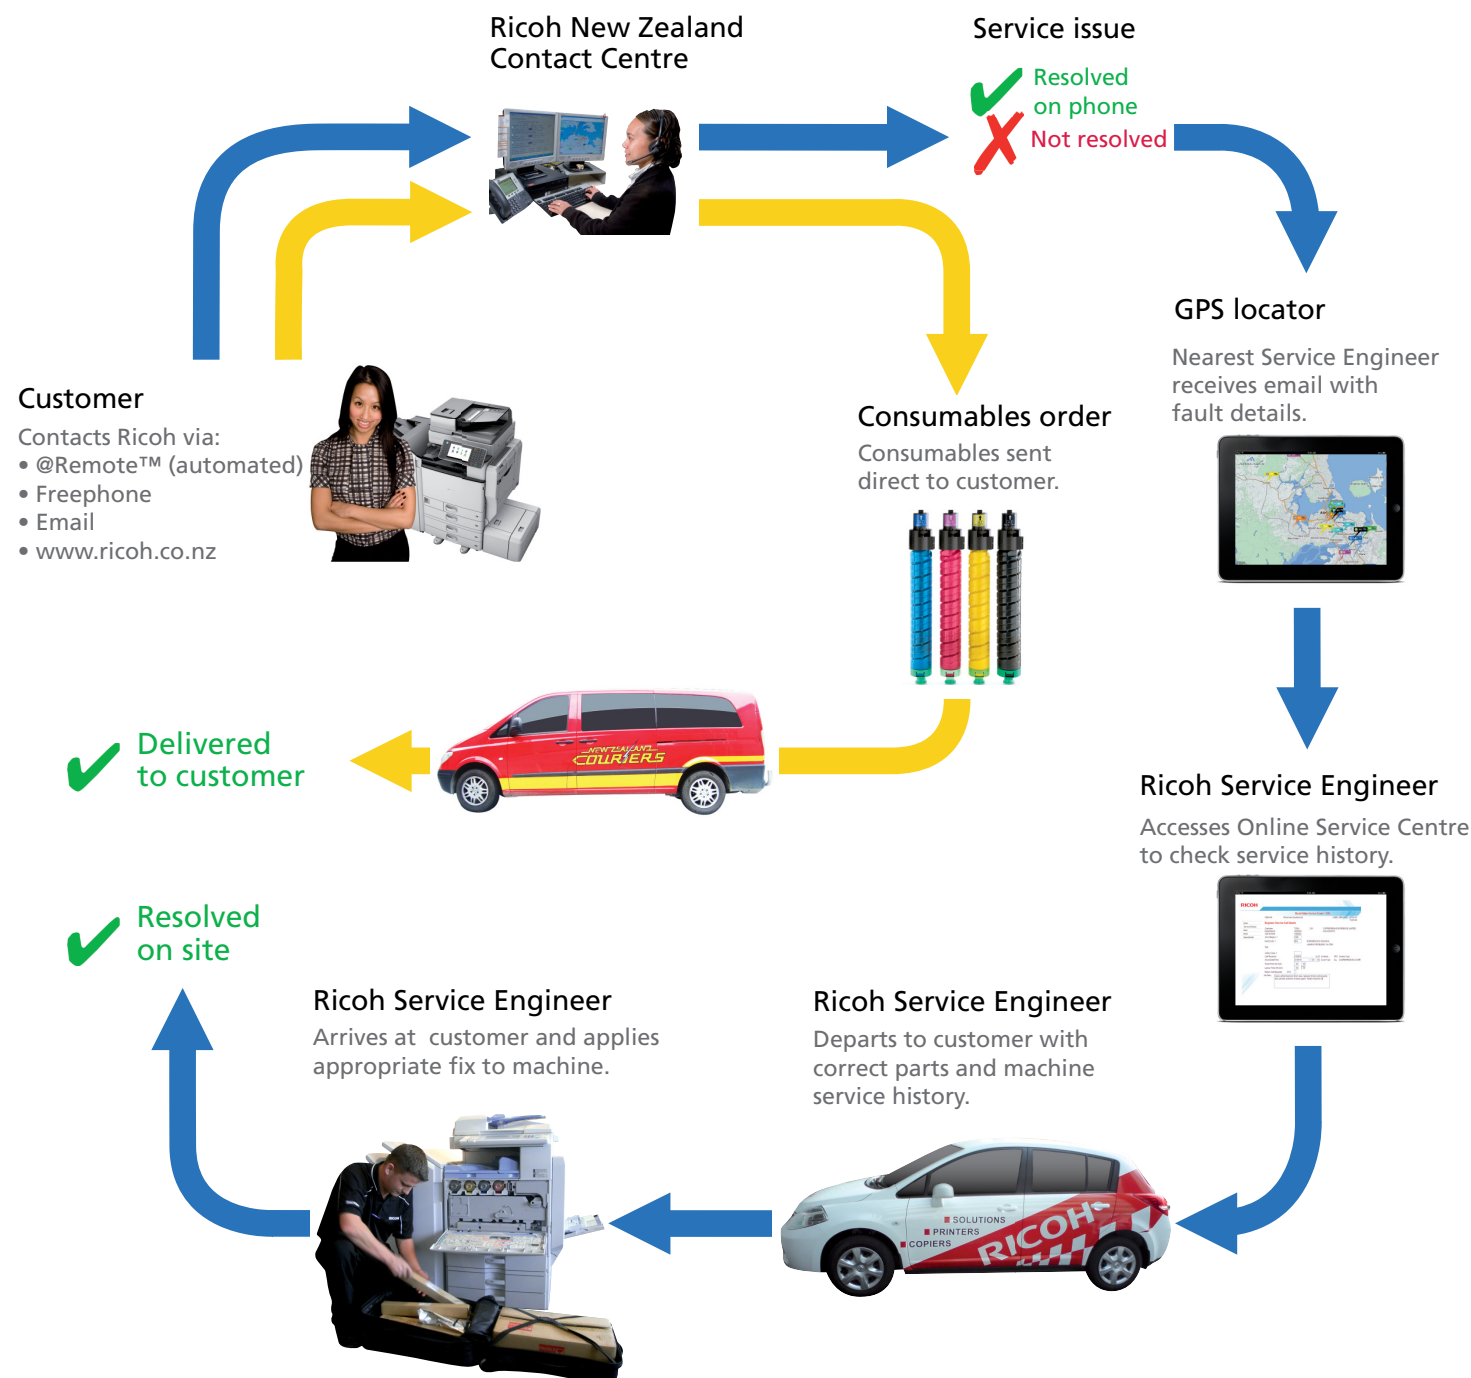 Ricoh New Zealand
Contact Centre
Service issue
Resolved
on phone
Not resolved
GPS locator
Nearest Service Engineer
receives email with
fault details.
Customer
Contacts Ricoh via:
• @Remote™ (automated)
• Freephone
• Email
• www.ricoh.co.nz
Consumables order
Consumables sent
direct to customer.
NEW ZEALAND
COURIERS
Delivered
to customer
Ricoh Service Engineer
Accesses Online Service Centre
to check service history.
RICOH
Resolved
on site
Ricoh Service Engineer
Arrives at  customer and applies
appropriate fix to machine.
Ricoh Service Engineer
Departs to customer with
correct parts and machine
service history.
SOLUTIONS
PRINTERS
COPIERS
RICOH